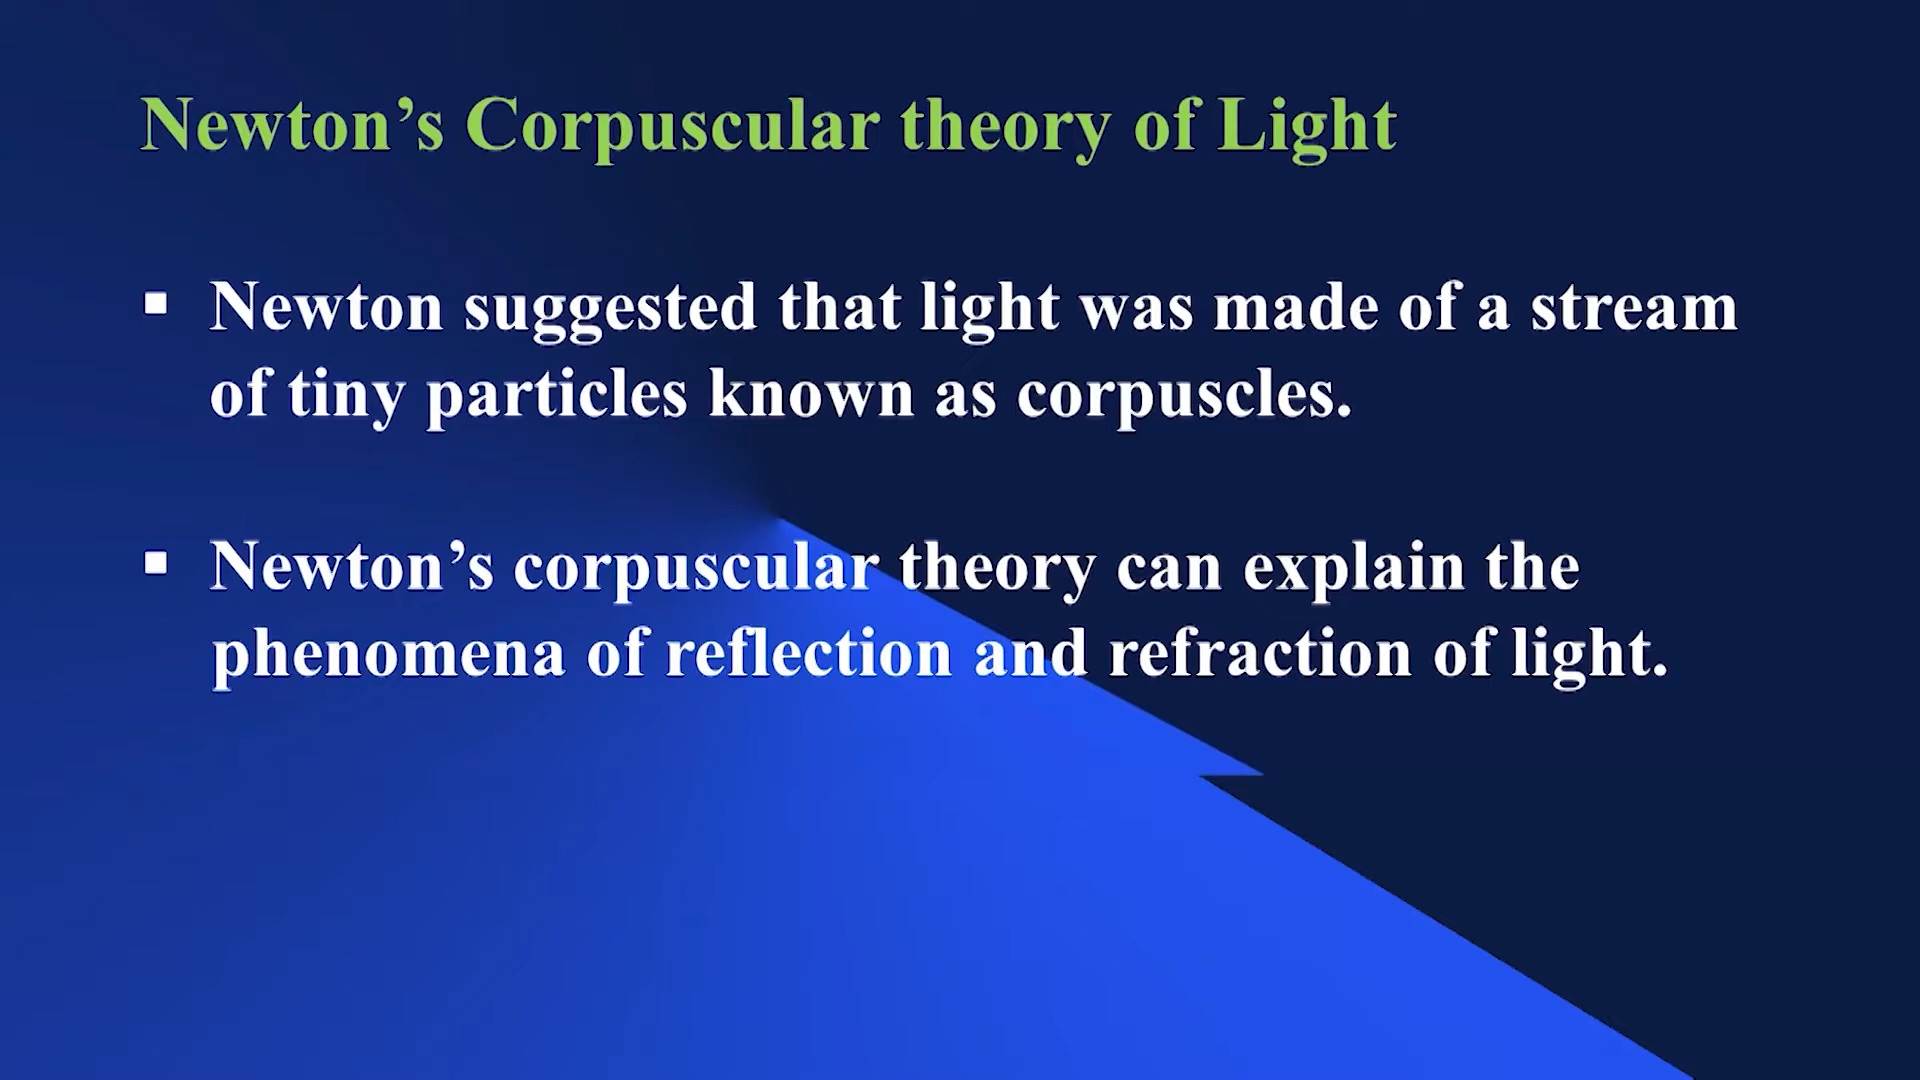 Newton’s Corpuscular theory of Light
▪ Newton suggested that light was made of a stream
of tiny particles known as corpuscles.
▪ Newton’s corpuscular theory can explain the
phenomena of reflection and refraction of light.